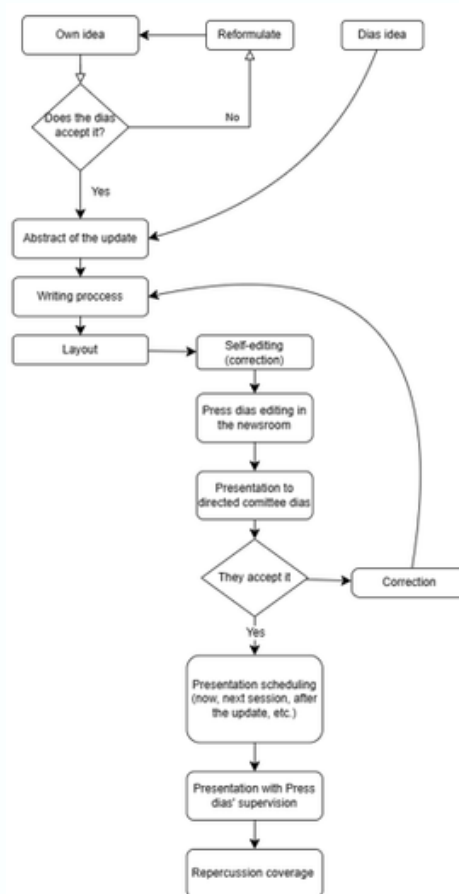 Own idea
Reformulate
Dias idea
Does the dias
accept it?
No
Yes
Abstract of the update
Writing proccess
Layout
Self-editing
(correction)
Press dias editing in
the newsroom
Presentation to
directed comittee dias
They accept it
Correction
Yes
Presentation scheduling
(now, next session, after
the update, etc.)
Presentation with Press
dias' supervision
Repercussion coverage